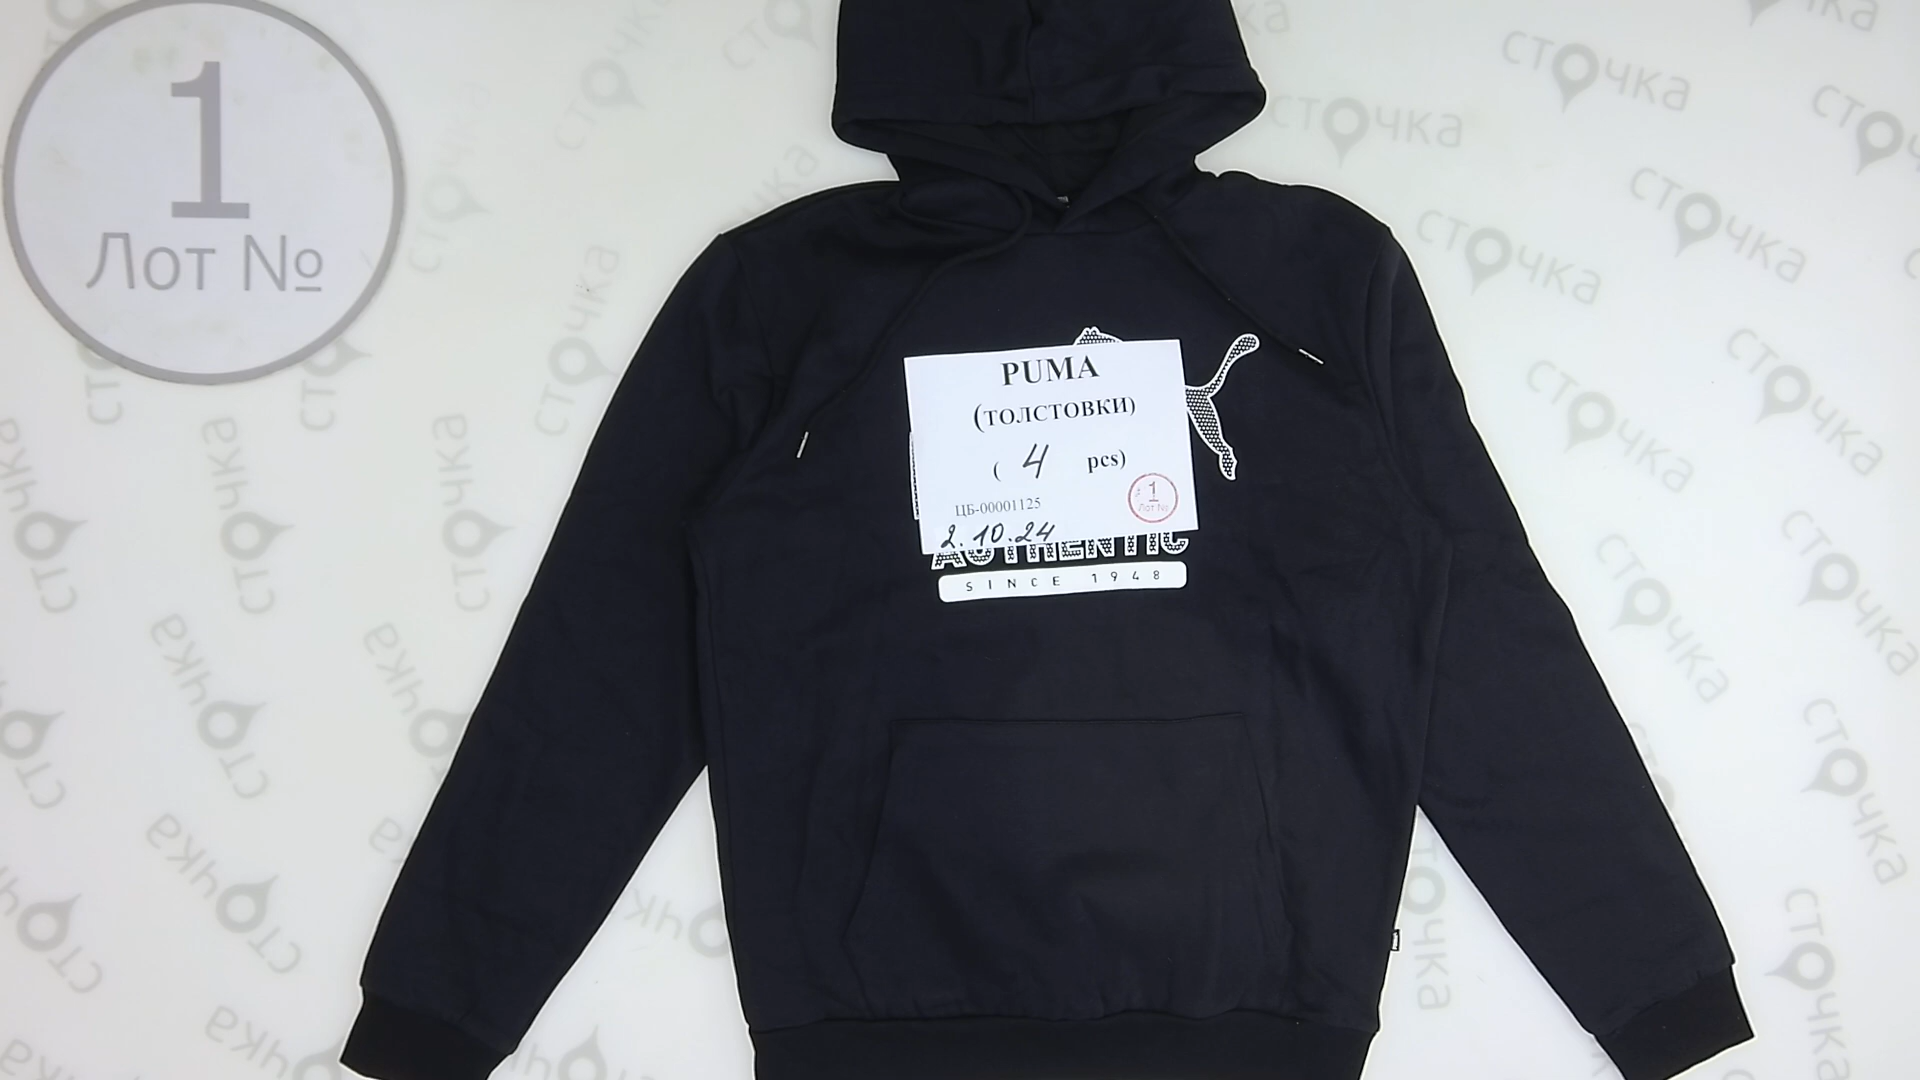 1
Лот №
PUMA
(ТОЛСТОВКИ)
( 4 pcs)
ЦБ-00001125
1
Лот №
2.10.24
AUTHENTIC
SINCE 1948
сточка